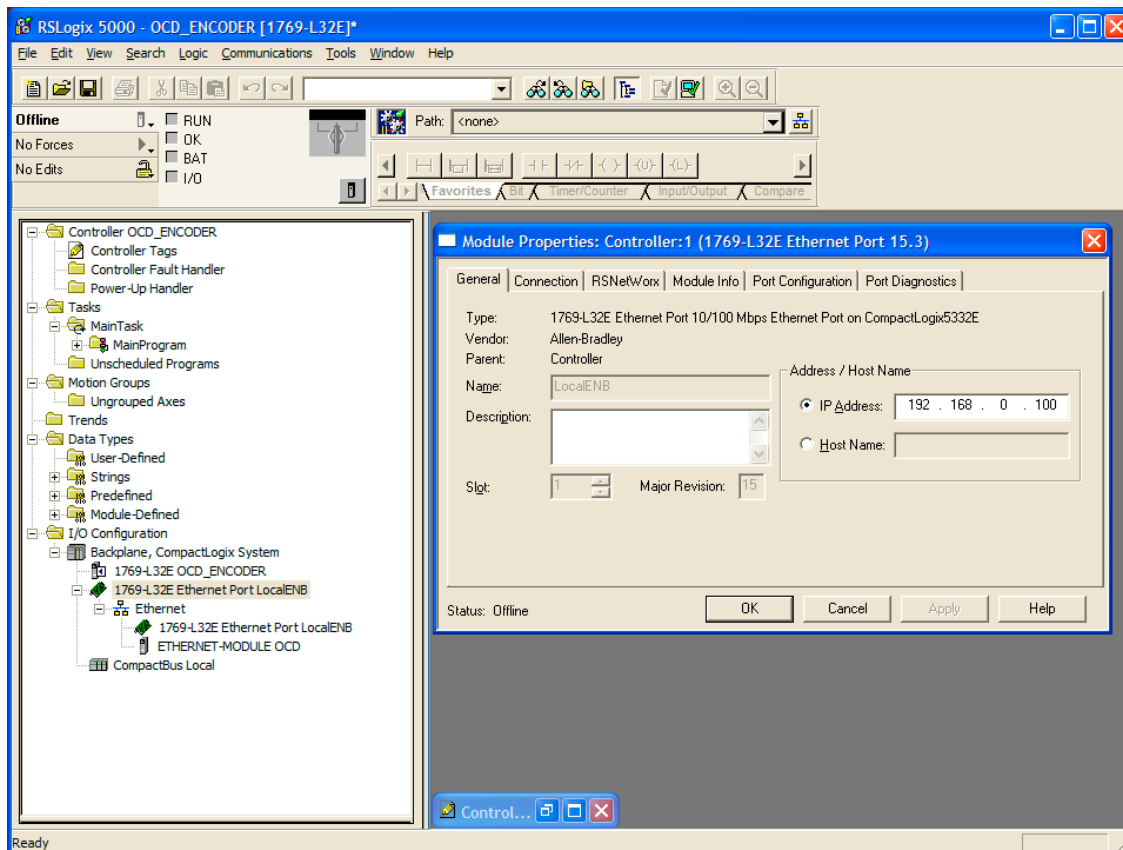 RSLogix 5000 - OCD_ENCODER [1769-L32E]*
File Edit View Search Logic Communications Tools Window Help
Offline
RUN
No Forces
OK
No Edits
BAT
I/O
Path: <none>
Favorites Bit Timer/Counter Input/Output Compare
Controller OCD_ENCODER
Controller Tags
Controller Fault Handler
Power-Up Handler
Tasks
MainTask
MainProgram
Unscheduled Programs
Motion Groups
Ungrouped Axes
Trends
Data Types
User-Defined
Strings
Predefined
Module-Defined
I/O Configuration
Backplane, CompactLogix System
1769-L32E OCD_ENCODER
1769-L32E Ethernet Port LocalENB
Ethernet
1769-L32E Ethernet Port LocalENB
ETHERNET-MODULE OCD
CompactBus Local
Module Properties: Controller:1 (1769-L32E Ethernet Port 15.3)
General Connection RSNetWorx Module Info Port Configuration Port Diagnostics
Type: 1769-L32E Ethernet Port 10/100 Mbps Ethernet Port on CompactLogix5332E
Vendor: Allen-Bradley
Parent: Controller
Name: LocalENB
Description:
Slot: 1 Major Revision: 15
Address / Host Name
IP Address: 192 . 168 . 0 . 100
Host Name:
Status: Offline
OK Cancel Apply Help
Control...
Ready